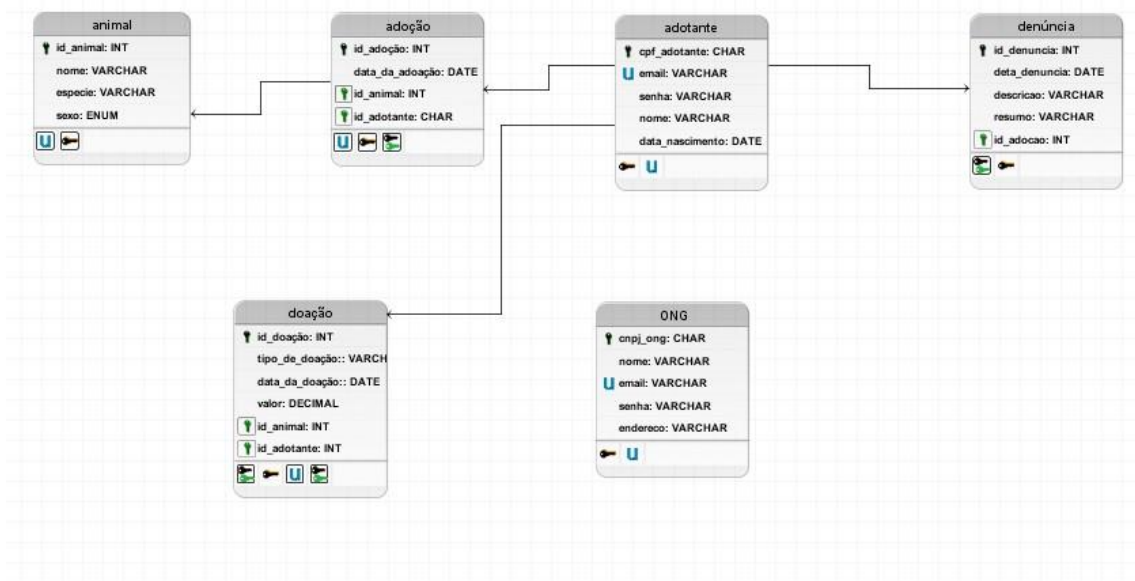 animal
id_animal: INT
nome: VARCHAR
especie: VARCHAR
sexo: ENUM
U
adoção
id_adoção: INT
data_da_adoação: DATE
id_animal: INT
id_adotante: CHAR
U
adotante
cpf_adotante: CHAR
U email: VARCHAR
senha: VARCHAR
nome: VARCHAR
data_nascimento: DATE
U
denúncia
id_denuncia: INT
deta_denuncia: DATE
descricao: VARCHAR
resumo: VARCHAR
id_adocao: INT
doação
id_doação: INT
tipo_de_doação:: VARCH
data_da_doação:: DATE
valor: DECIMAL
id_animal: INT
id_adotante: INT
U
ONG
cnpj_ong: CHAR
nome: VARCHAR
U email: VARCHAR
senha: VARCHAR
endereco: VARCHAR
U